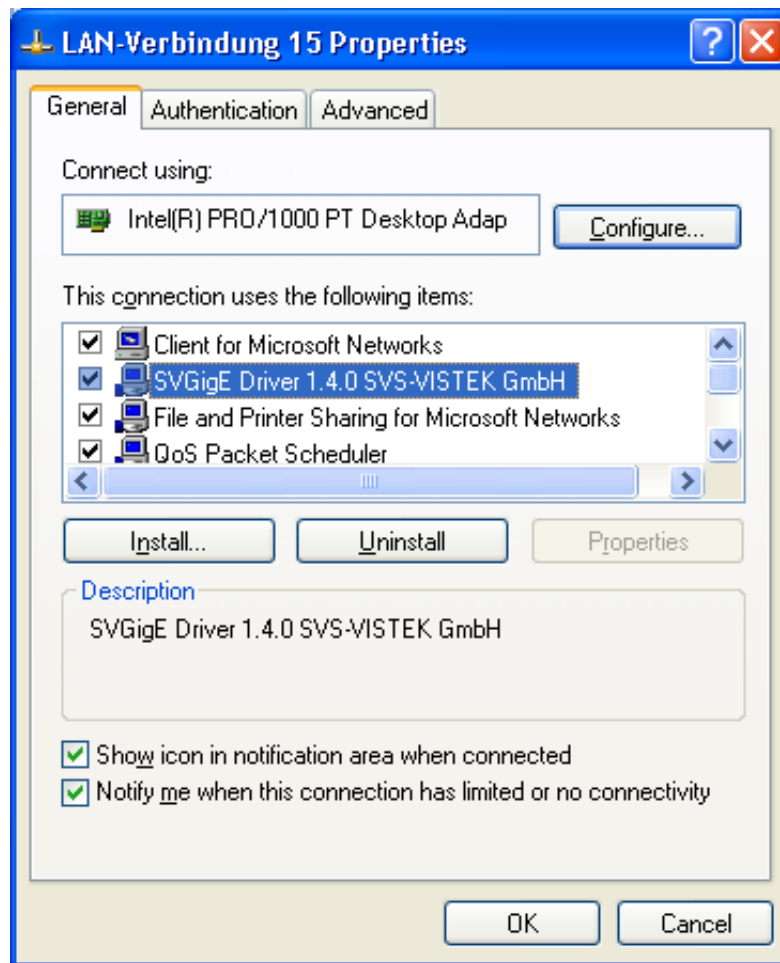 LAN-Verbindung 15 Properties
General Authentication Advanced
Connect using:
Intel(R) PRO/1000 PT Desktop Adap
Configure...
This connection uses the following items:
Client for Microsoft Networks
SVGigE Driver 1.4.0 SVS-VISTEK GmbH
File and Printer Sharing for Microsoft Networks
QoS Packet Scheduler
Install... Uninstall Properties
Description
SVGigE Driver 1.4.0 SVS-VISTEK GmbH
Show icon in notification area when connected
Notify me when this connection has limited or no connectivity
OK Cancel